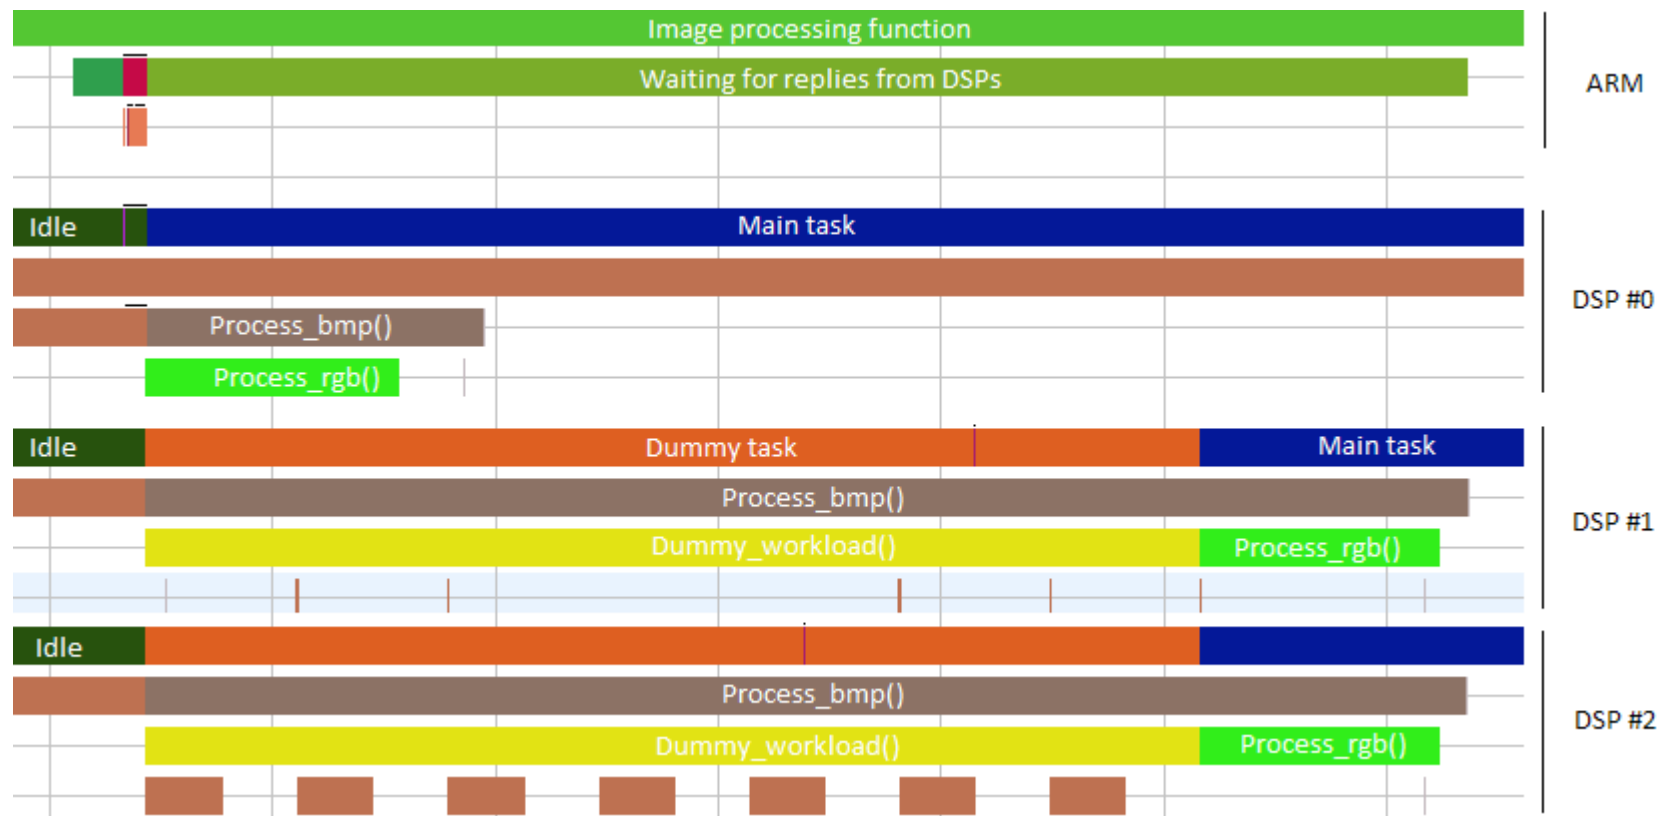 Image processing function
Waiting for replies from DSPs
ARM
Idle
Main task
DSP #0
Process_bmp()
Process_rgb()
Idle
Dummy task
Main task
Process_bmp()
DSP #1
Dummy_workload()
Process_rgb()
Idle
Process_bmp()
DSP #2
Dummy_workload()
Process_rgb()